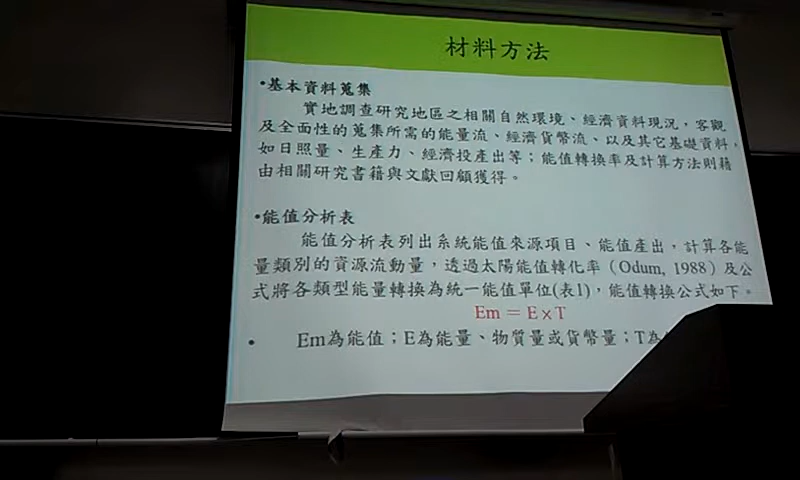 材料方法
•基本資料蒐集
實地調查研究地區之相關自然環境、經濟資料現況，客觀
及全面性的蒐集所需的能量流、經濟貨幣流、以及其它基礎資料，
如日照量、生產力、經濟投產出等；能值轉換率及計算方法則藉
由相關研究書籍與文獻回顧獲得。
•能值分析表
能值分析表列出系統能值來源項目、能值產出，計算各能
量類別的資源流動量，透過太陽能值轉化率（Odum, 1988）及公
式將各類型能量轉換為統一能值單位(表1)，能值轉換公式如下。
Em = E×T
• Em為能值；E為能量、物質量或貨幣量；T為